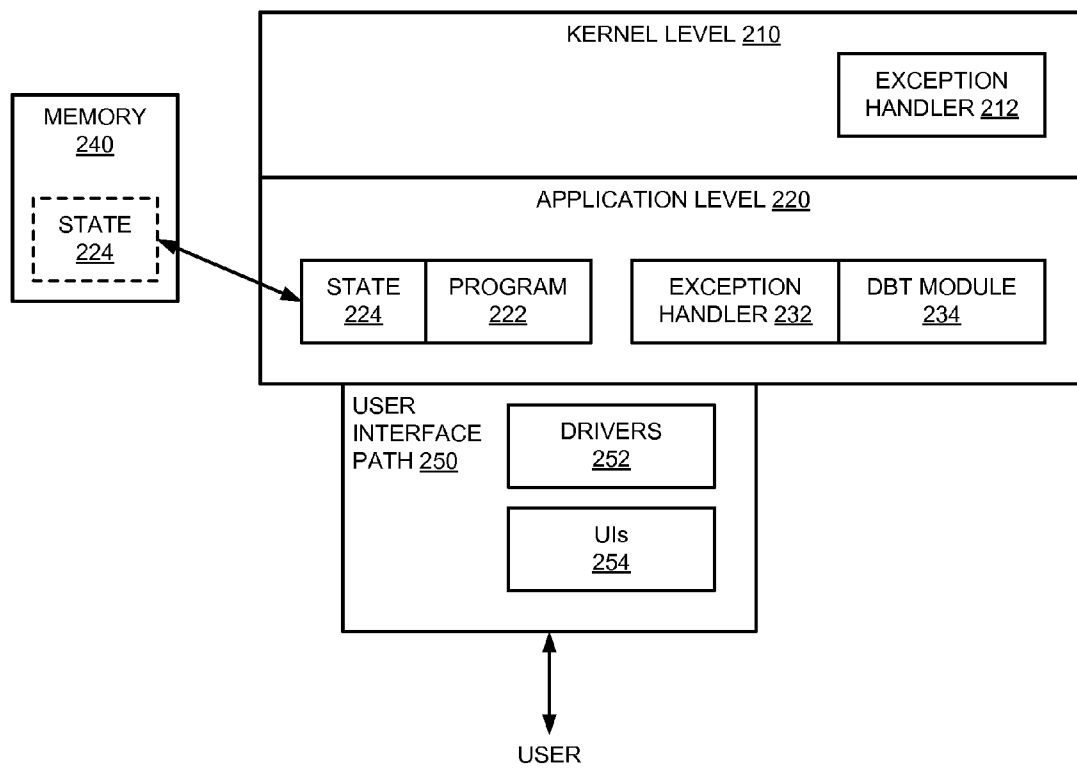 KERNEL LEVEL 210
EXCEPTION
HANDLER 212
MEMORY
240
STATE
224
APPLICATION LEVEL 220
STATE
224
PROGRAM
222
EXCEPTION
HANDLER 232
DBT MODULE
234
USER
INTERFACE
PATH 250
DRIVERS
252
UIs
254
USER